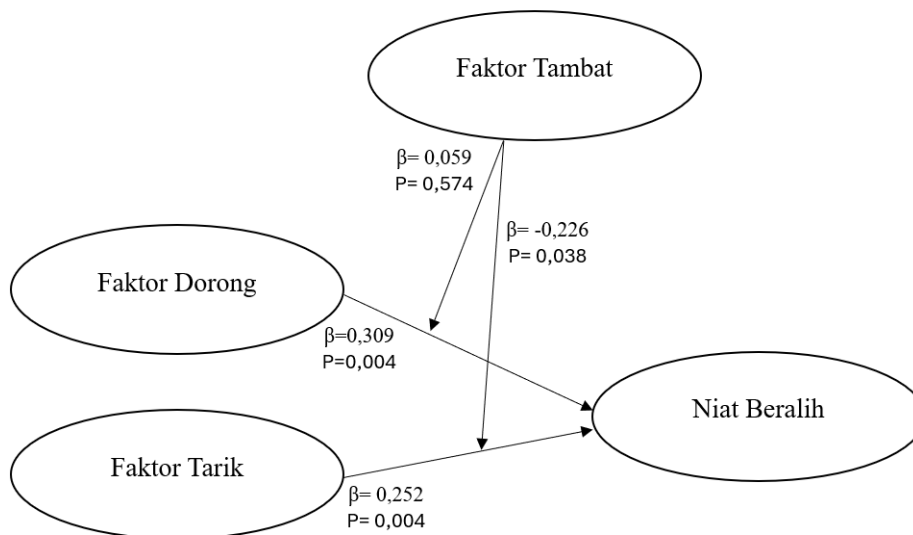 Faktor Tambat
β= 0,059
P= 0,574
β= -0,226
P= 0,038
Faktor Dorong
β=0,309
P=0,004
Niat Beralih
Faktor Tarik
β= 0,252
P= 0,004